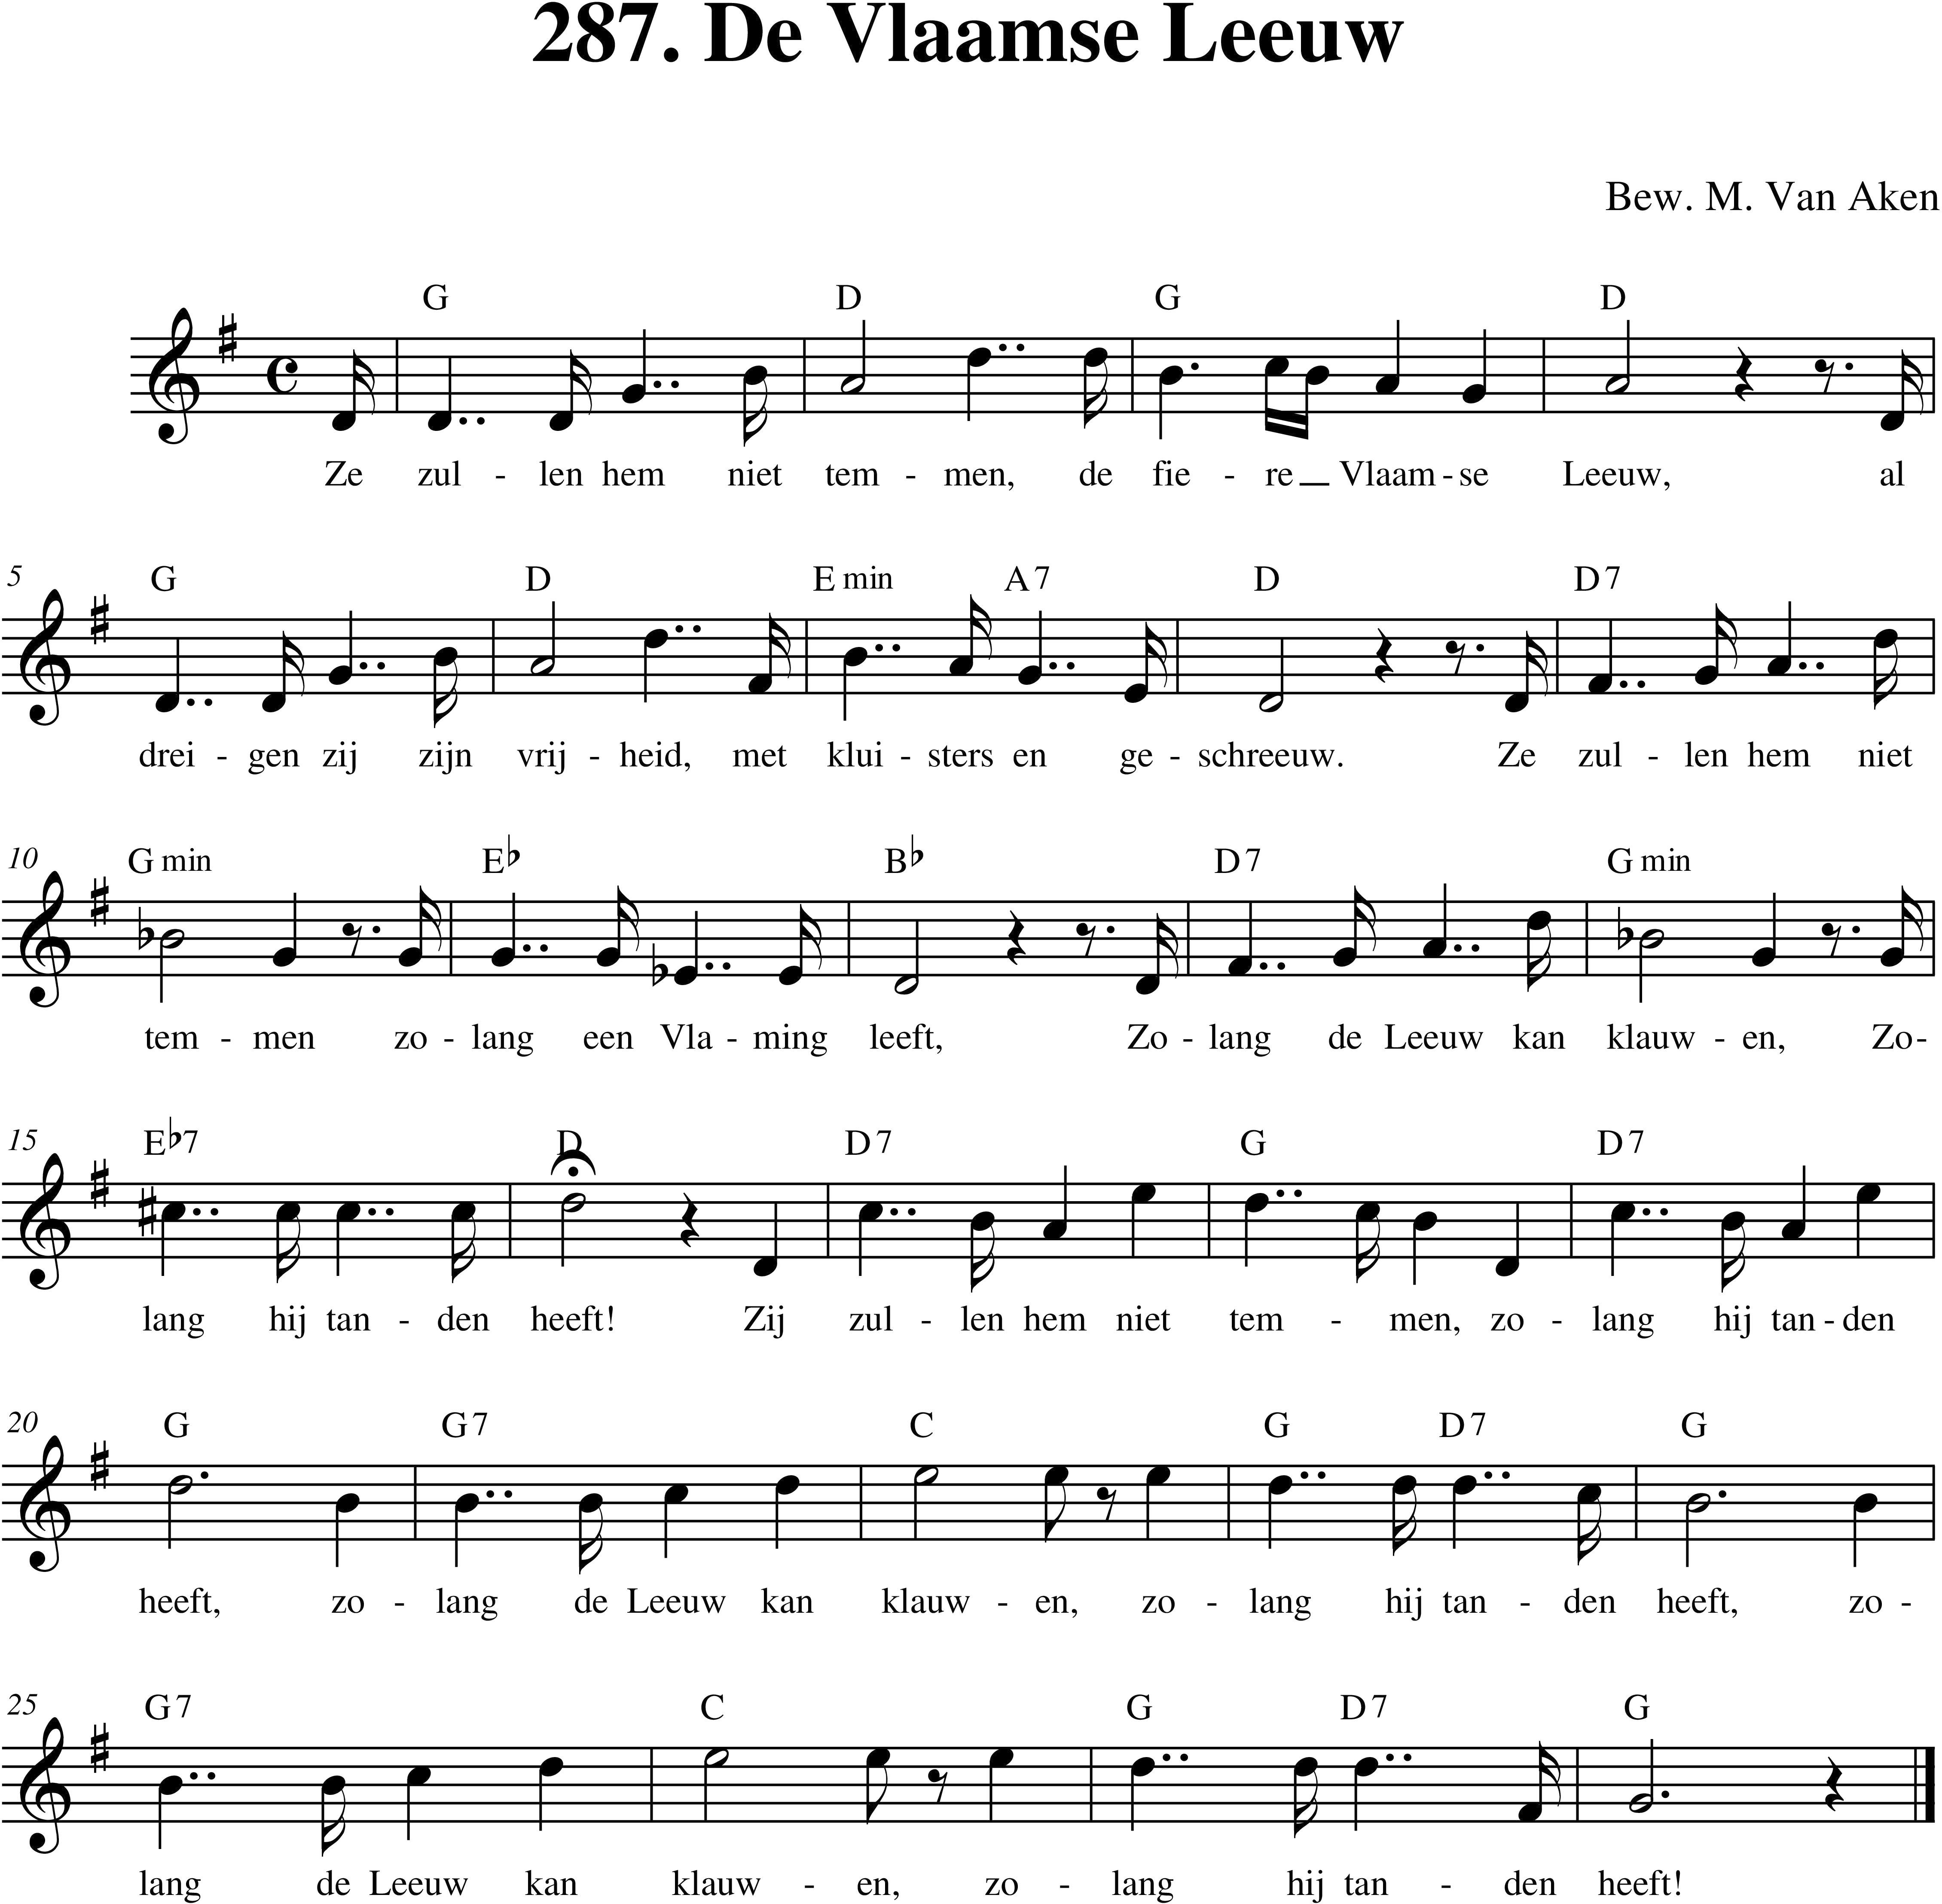 287. De Vlaamse Leeuw
Bew. M. Van Aken
G D G D
Ze zul - len hem niet tem - men, de fie - re Vlaam - se Leeuw, al
5 G D E min A 7 D D 7
drei - gen zij zijn vrij - heid, met klui - sters en ge - schreeuw. Ze zul - len hem niet
10 G min E♭ B♭ D 7 G min
tem - men zo - lang een Vla - ming leeft, Zo - lang de Leeuw kan klauw - en, Zo -
15 E♭7 D D 7 G D 7
lang hij tan - den heeft! Zij zul - len hem niet tem - men, zo - lang hij tan - den
20 G G 7 C G D 7 G
heeft, zo - lang de Leeuw kan klauw - en, zo - lang hij tan - den heeft, zo -
25 G 7 C G D 7 G
lang de Leeuw kan klauw - en, zo - lang hij tan - den heeft!